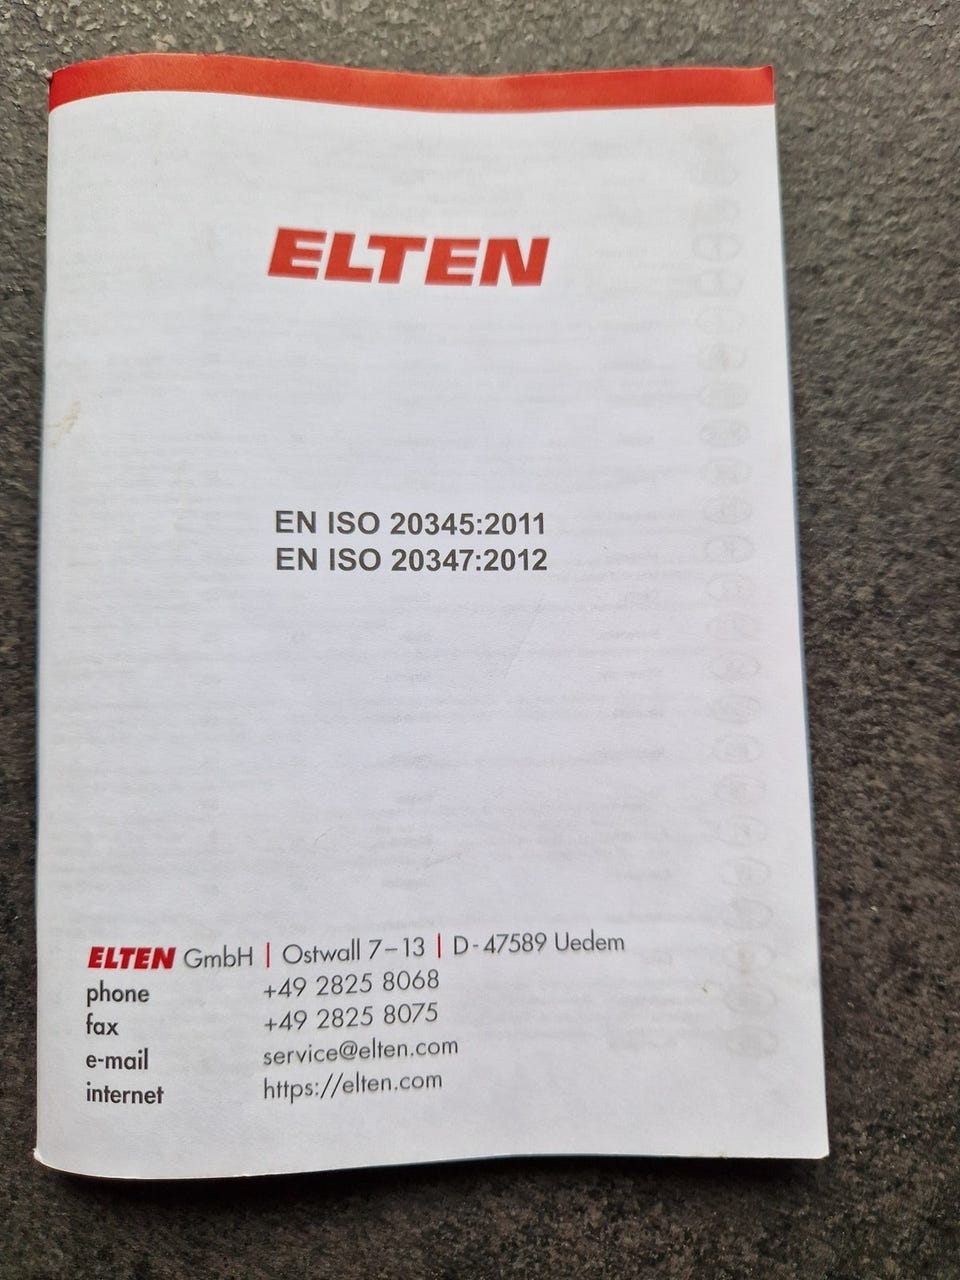 ELTEN
EN ISO 20345:2011
EN ISO 20347:2012
ELTEN GmbH | Ostwall 7–13 | D-47589 Uedem
phone +49 2825 8068
fax +49 2825 8075
e-mail service@elten.com
internet https://elten.com